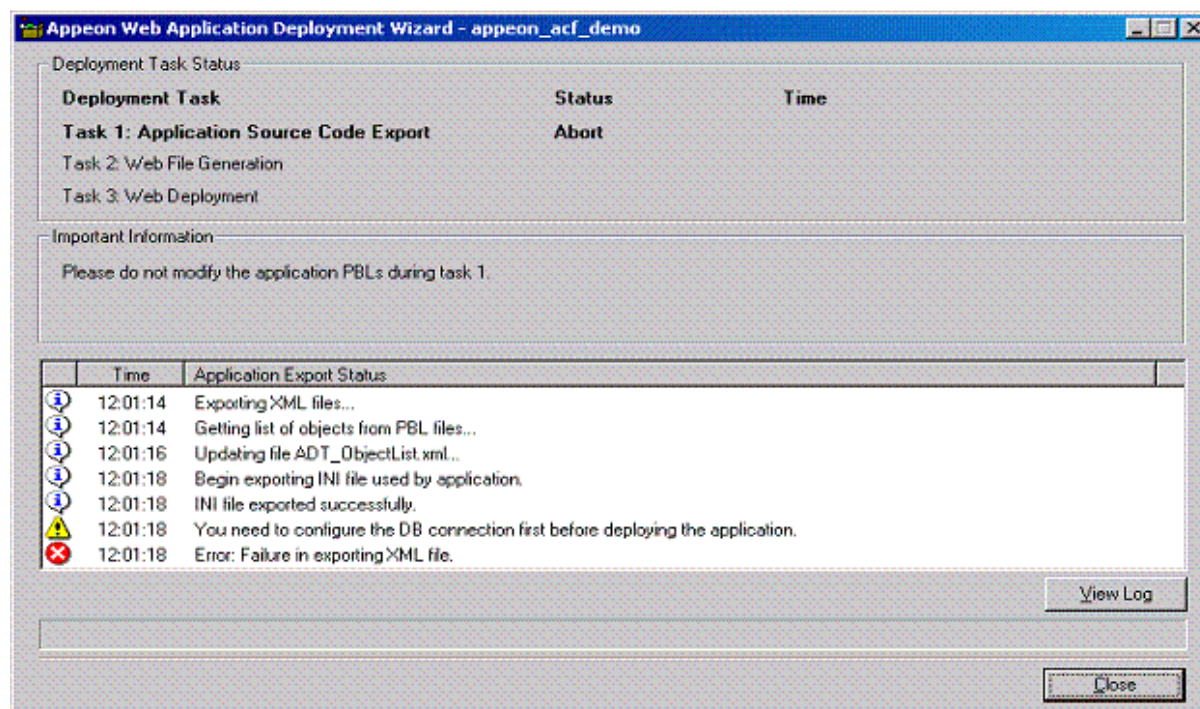 Appeon Web Application Deployment Wizard - appeon_acf_demo
Deployment Task Status
Deployment Task Status Time
Task 1: Application Source Code Export Abort
Task 2: Web File Generation
Task 3: Web Deployment
Important Information
Please do not modify the application PBLs during task 1.
Time Application Export Status
12:01:14 Exporting XML files...
12:01:14 Getting list of objects from PBL files...
12:01:16 Updating file ADT_ObjectList.xml...
12:01:18 Begin exporting INI file used by application.
12:01:18 INI file exported successfully.
12:01:18 You need to configure the DB connection first before deploying the application.
12:01:18 Error: Failure in exporting XML file.
View Log
Close